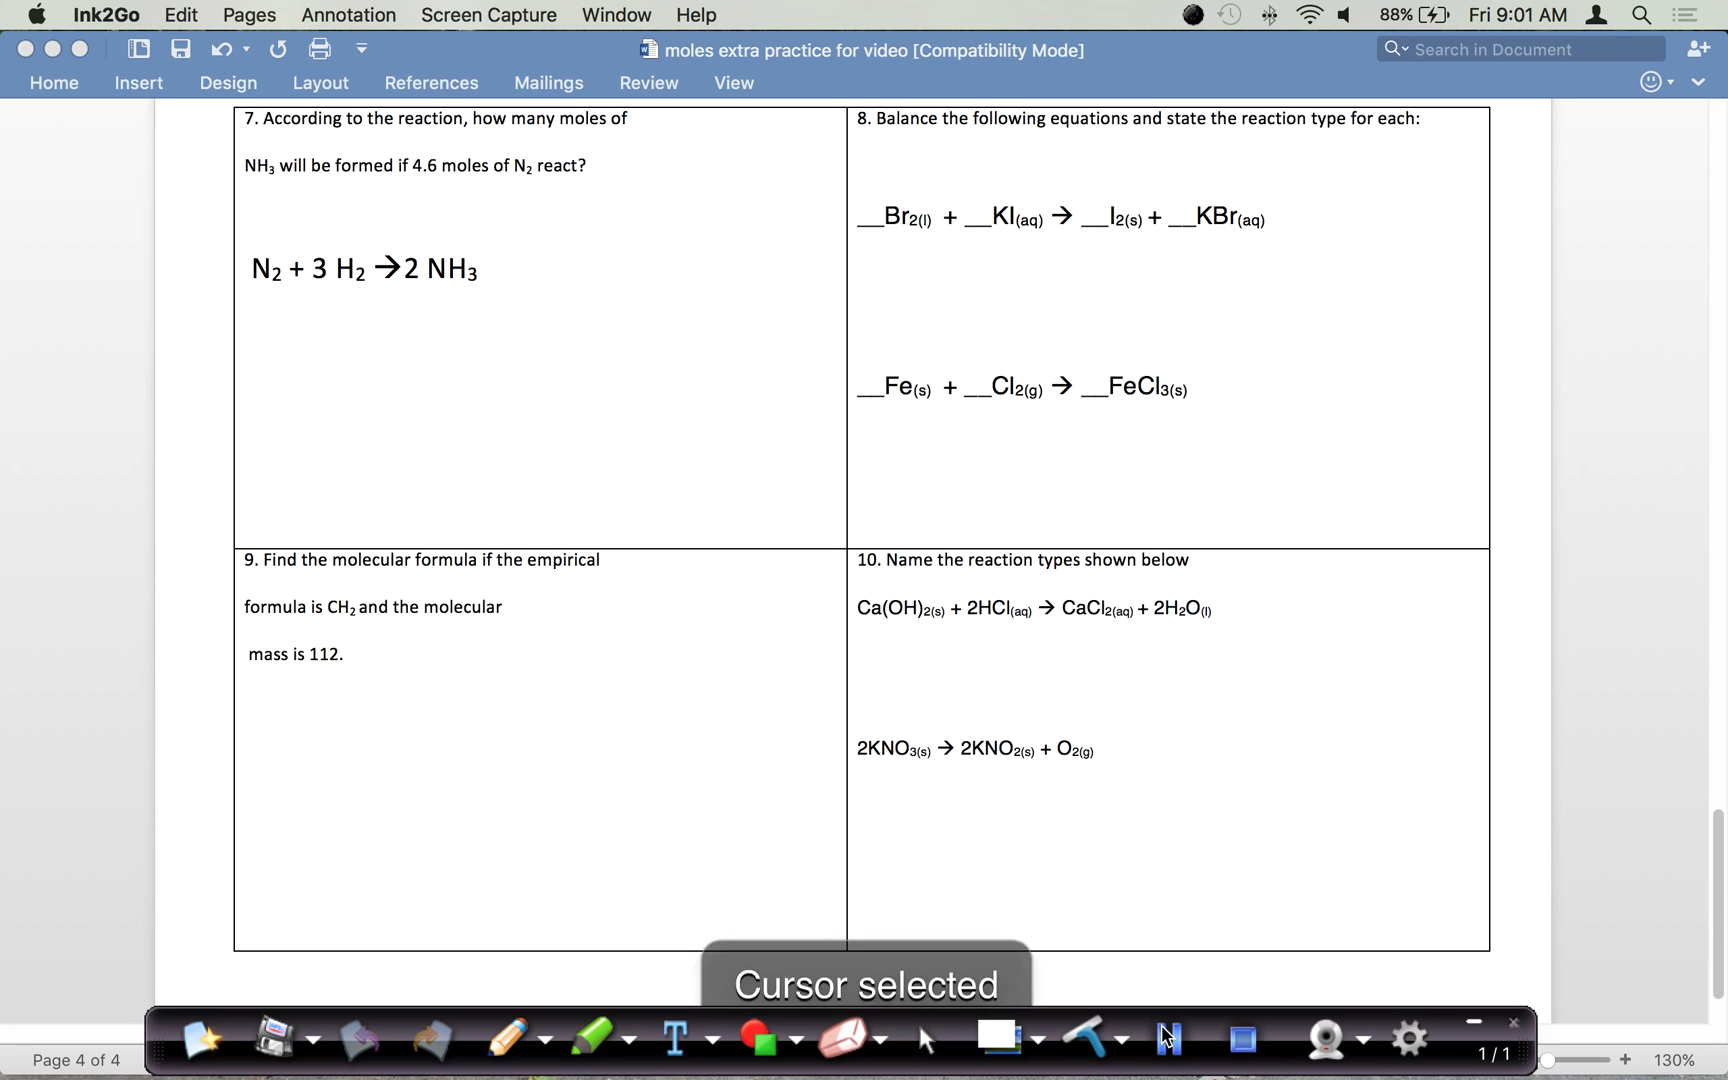 Ink2Go Edit Pages Annotation Screen Capture Window Help 88% Fri 9:01 AM
moles extra practice for video [Compatibility Mode] Search in Document
Home Insert Design Layout References Mailings Review View
7. According to the reaction, how many moles of
NH₃ will be formed if 4.6 moles of N₂ react?
N₂ + 3 H₂ →2 NH₃
8. Balance the following equations and state the reaction type for each:
__Br2(l) + __KI(aq) → __I2(s) + __KBr(aq)
__Fe(s) + __Cl2(g) → __FeCl3(s)
9. Find the molecular formula if the empirical
formula is CH₂ and the molecular
mass is 112.
10. Name the reaction types shown below
Ca(OH)2(s) + 2HCl(aq) → CaCl2(aq) + 2H2O(l)
2KNO3(s) → 2KNO2(s) + O2(g)
Cursor selected
T
1 / 1
Page 4 of 4 130%